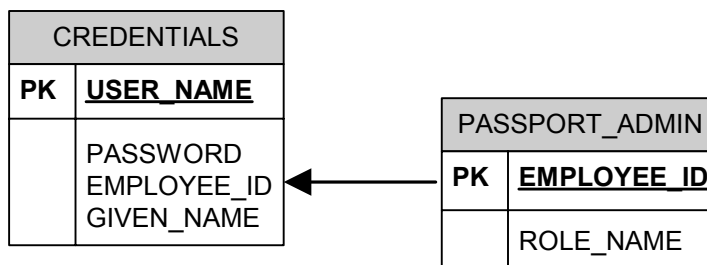 CREDENTIALS
PK USER_NAME
PASSWORD
EMPLOYEE_ID
GIVEN_NAME
PASSPORT_ADMIN
PK EMPLOYEE_ID
ROLE_NAME